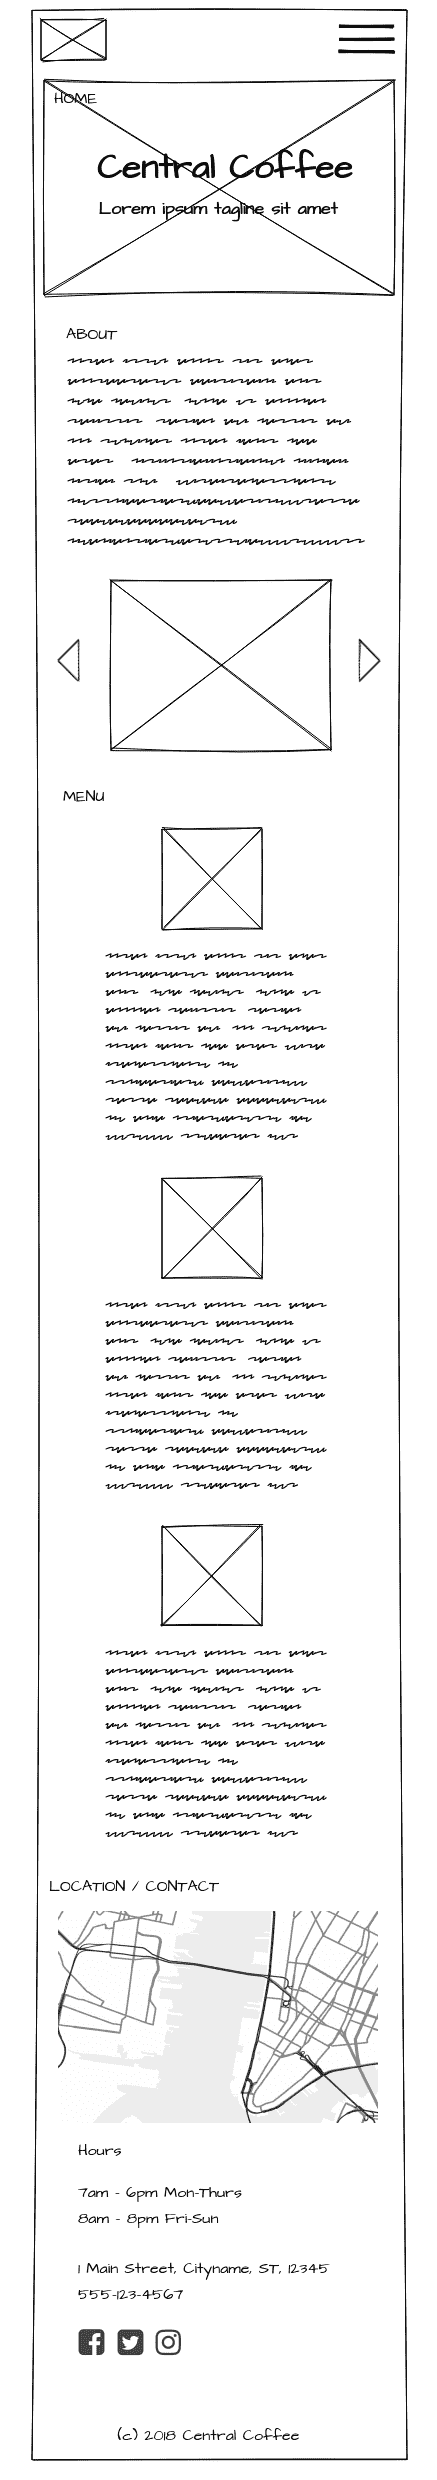 HOME
Central Coffee
Lorem ipsum tagline sit amet
ABOUT
MENU
LOCATION / CONTACT
Hours
7am - 6pm Mon-Thurs
8am - 8pm Fri-Sun
1 Main Street, Cityname, ST, 12345
555-123-4567
(c) 2018 Central Coffee